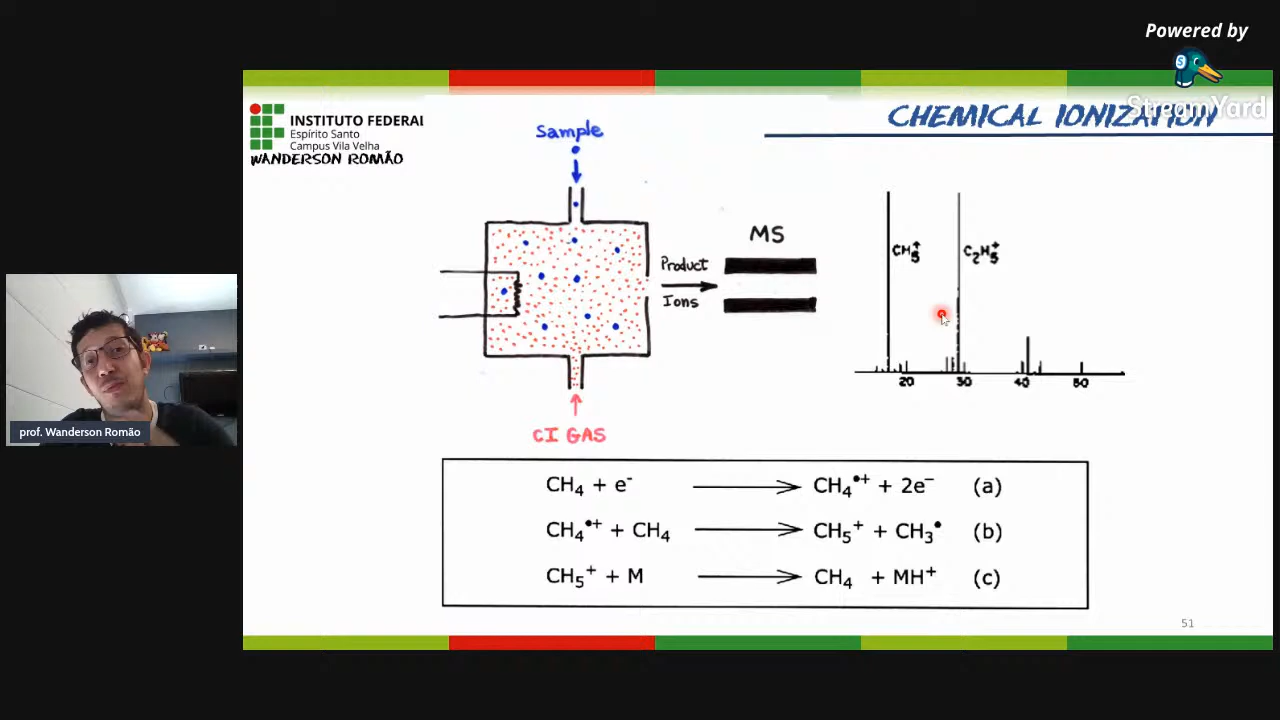 Powered by
StreamYard
CHEMICAL IONIZATION
INSTITUTO FEDERAL
Espírito Santo
Campus Vila Velha
WANDERSON ROMÃO
Sample
MS
Product
Ions
CH₅⁺
C₂H₅⁺
20 30 40 50
CI GAS
CH₄ + e⁻ ⟶ CH₄•⁺ + 2e⁻ (a)
CH₄•⁺ + CH₄ ⟶ CH₅⁺ + CH₃• (b)
CH₅⁺ + M ⟶ CH₄ + MH⁺ (c)
prof. Wanderson Romão
51